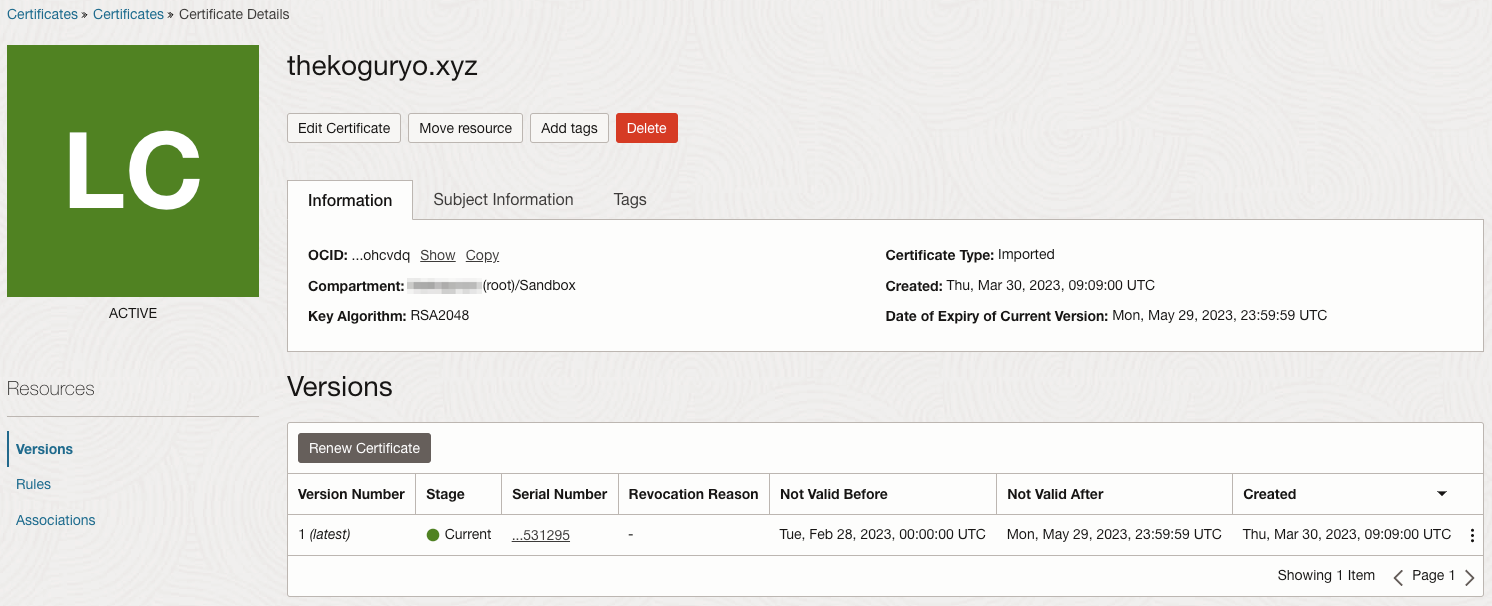 Certificates » Certificates » Certificate Details
LC
ACTIVE
thekoguryo.xyz
Edit Certificate Move resource Add tags Delete
Information Subject Information Tags
OCID: ...ohcvdq Show Copy
Certificate Type: Imported
Compartment: (root)/Sandbox
Created: Thu, Mar 30, 2023, 09:09:00 UTC
Key Algorithm: RSA2048
Date of Expiry of Current Version: Mon, May 29, 2023, 23:59:59 UTC
Resources
Versions
Rules
Associations
Versions
Renew Certificate
Version Number Stage Serial Number Revocation Reason Not Valid Before Not Valid After Created
1 (latest) Current ...531295 - Tue, Feb 28, 2023, 00:00:00 UTC Mon, May 29, 2023, 23:59:59 UTC Thu, Mar 30, 2023, 09:09:00 UTC
Showing 1 Item Page 1